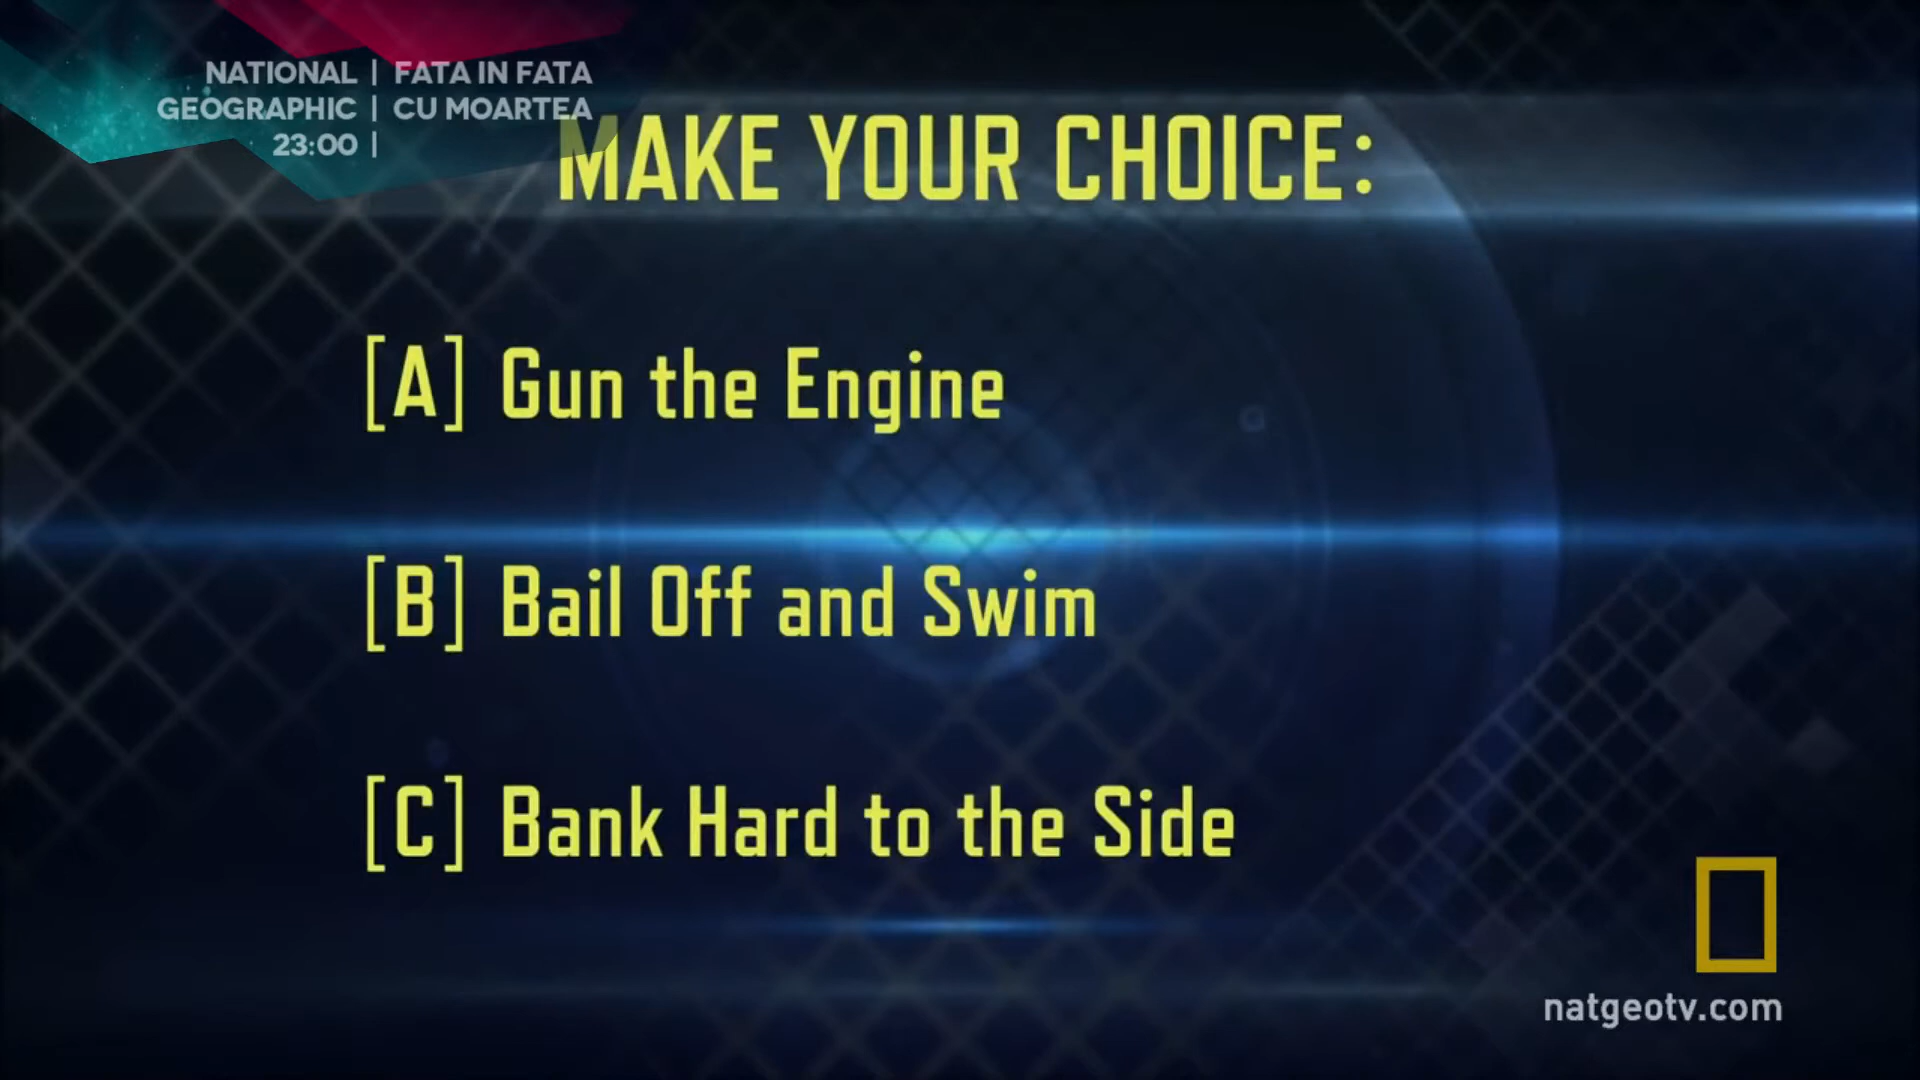 NATIONAL | FATA IN FATA
GEOGRAPHIC | CU MOARTEA
23:00 |
MAKE YOUR CHOICE:
[A] Gun the Engine
[B] Bail Off and Swim
[C] Bank Hard to the Side
natgeotv.com